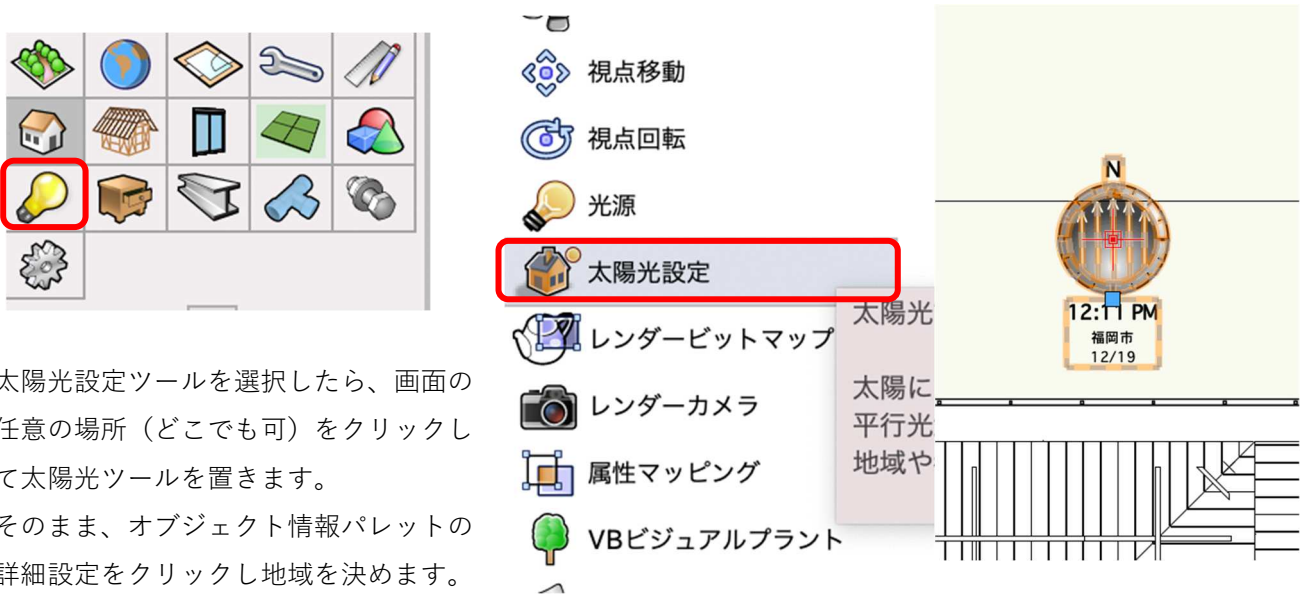 視点移動
視点回転
光源
太陽光設定
レンダービットマップ
レンダーカメラ
属性マッピング
VBビジュアルプラント
太陽光
太陽に
平行光
地域や
N
12:11 PM
福岡市
12/19
太陽光設定ツールを選択したら、画面の
任意の場所（どこでも可）をクリックし
て太陽光ツールを置きます。
そのまま、オブジェクト情報パレットの
詳細設定をクリックし地域を決めます。